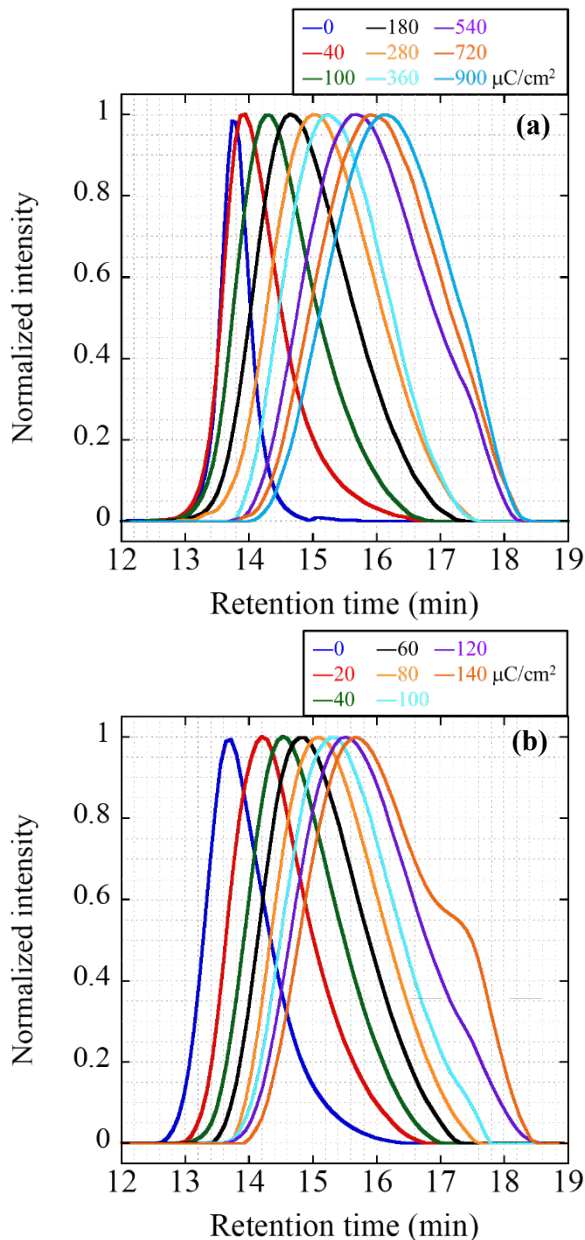 0 180 540
40 280 720
100 360 900 μC/cm²
(a)
1
0.8
0.6
0.4
0.2
0
Normalized intensity
12 13 14 15 16 17 18 19
Retention time (min)
0 60 120
20 80 140 μC/cm²
40 100
(b)
1
0.8
0.6
0.4
0.2
0
Normalized intensity
12 13 14 15 16 17 18 19
Retention time (min)